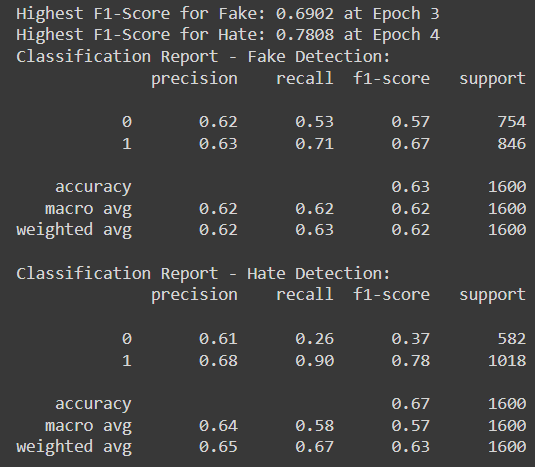 Highest F1-Score for Fake: 0.6902 at Epoch 3
Highest F1-Score for Hate: 0.7808 at Epoch 4
Classification Report - Fake Detection:
              precision    recall  f1-score   support

           0       0.62      0.53      0.57       754
           1       0.63      0.71      0.67       846

    accuracy                           0.63      1600
   macro avg       0.62      0.62      0.62      1600
weighted avg       0.62      0.63      0.62      1600

Classification Report - Hate Detection:
              precision    recall  f1-score   support

           0       0.61      0.26      0.37       582
           1       0.68      0.90      0.78      1018

    accuracy                           0.67      1600
   macro avg       0.64      0.58      0.57      1600
weighted avg       0.65      0.67      0.63      1600